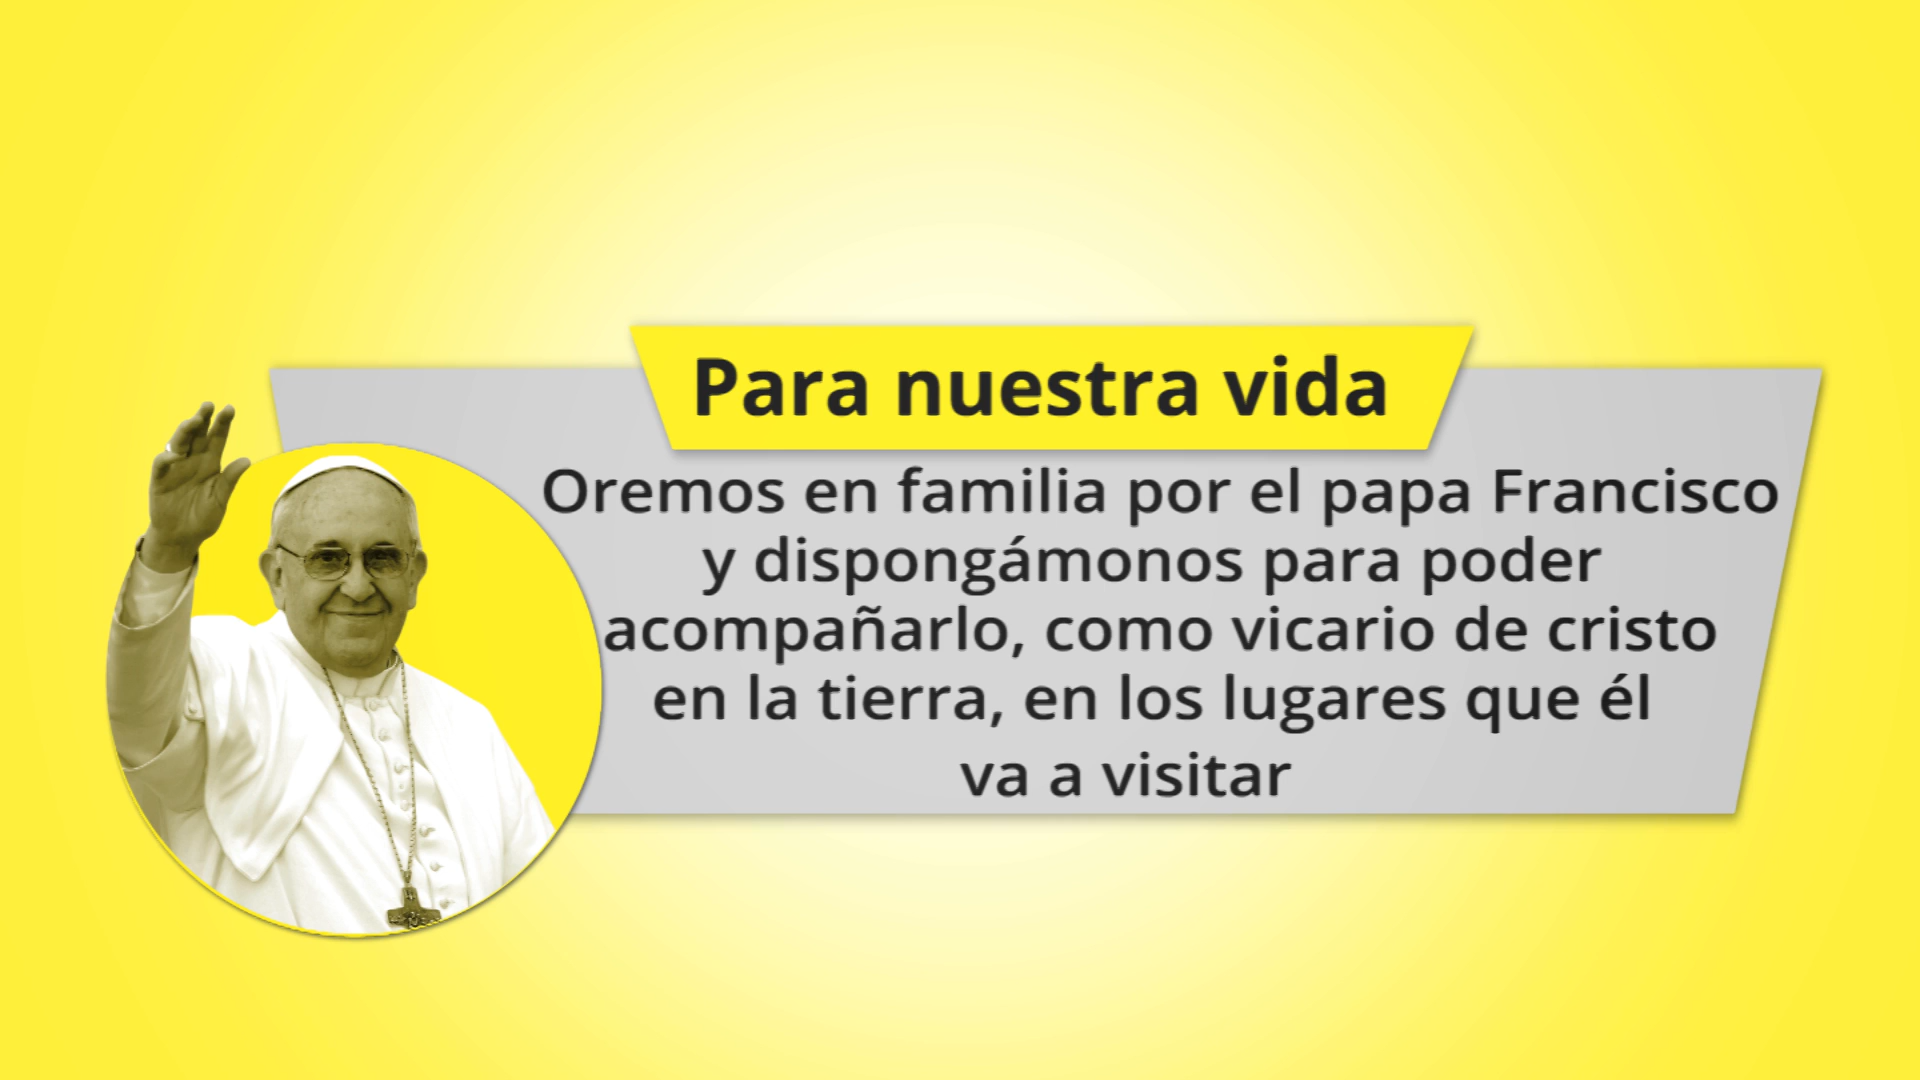 Para nuestra vida
Oremos en familia por el papa Francisco
y dispongámonos para poder
acompañarlo, como vicario de cristo
en la tierra, en los lugares que él
va a visitar